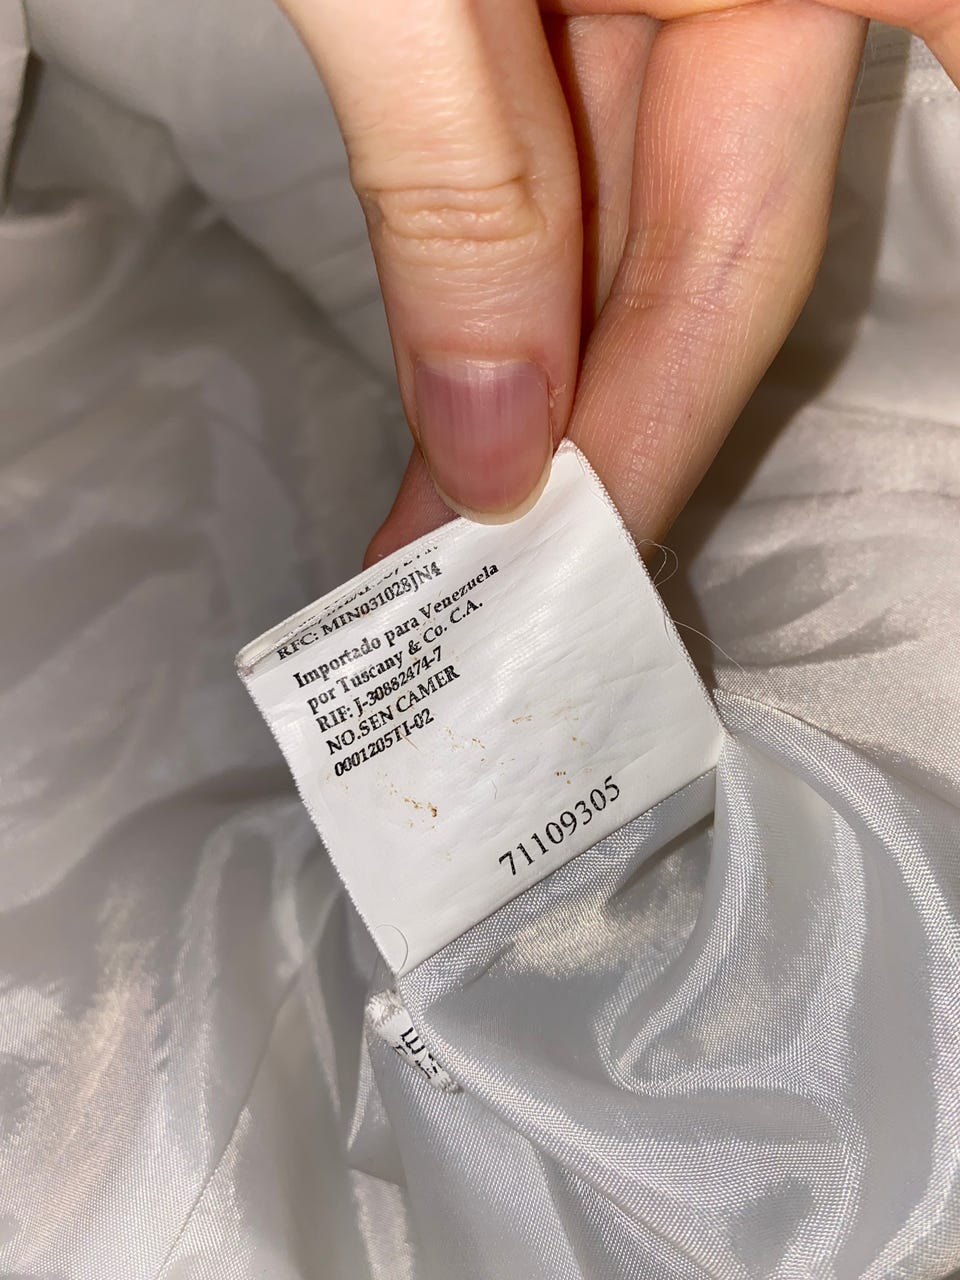 RFC: MIN031028JN4
Importado para Venezuela
por Tuscany & Co. C.A.
RIF: J-30882474-7
NO.SEN CAMER
0001205TI-02
71109305